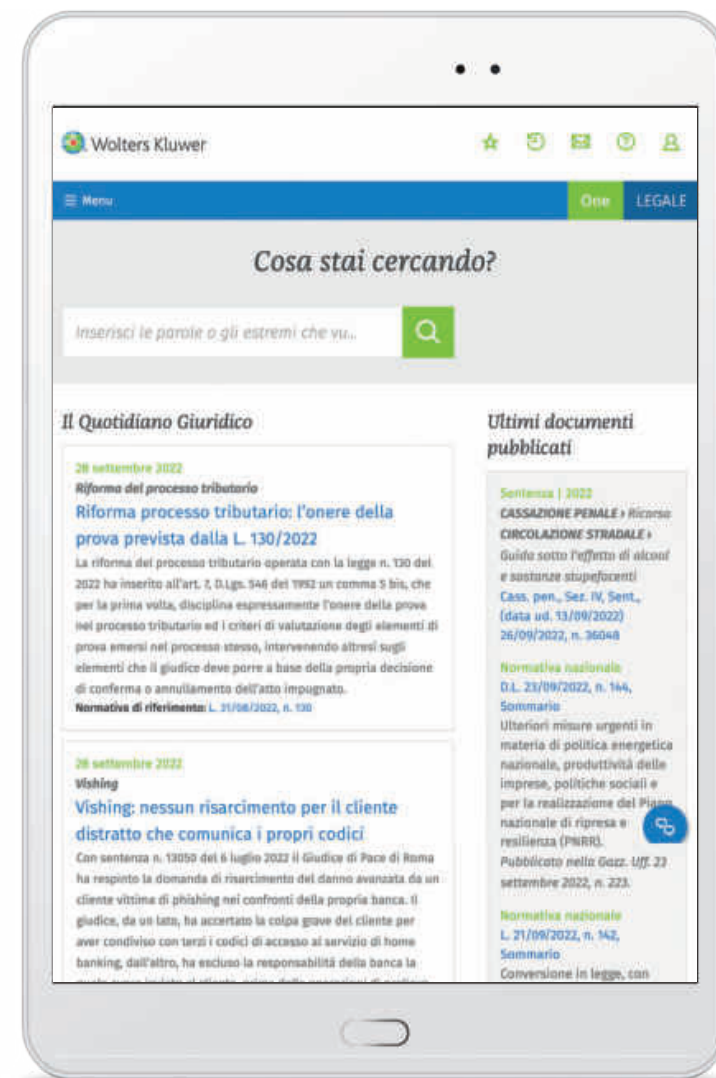 Wolters Kluwer
Menu
One
LEGALE
Cosa stai cercando?
Inserisci le parole o gli estremi che vu...
Il Quotidiano Giuridico
28 settembre 2022
Riforma del processo tributario
Riforma processo tributario: l'onere della
prova prevista dalla L. 130/2022
La riforma del processo tributario operata con la legge n. 130 del
2022 ha inserito all'art. 7, D.Lgs. 546 del 1992 un comma 5 bis, che
per la prima volta, disciplina espressamente l'onere della prova
nel processo tributario ed i criteri di valutazione degli elementi di
prova emersi nel processo stesso, intervenendo altresì sugli
elementi che il giudice deve porre a base della propria decisione
di conferma o annullamento dell'atto impugnato.
Normativa di riferimento: L. 31/08/2022, n. 130
28 settembre 2022
Vishing
Vishing: nessun risarcimento per il cliente
distratto che comunica i propri codici
Con sentenza n. 13050 del 6 luglio 2022 il Giudice di Pace di Roma
ha respinto la domanda di risarcimento del danno avanzata da un
cliente vittima di phishing nei confronti della propria banca. Il
giudice, da un lato, ha accertato la colpa grave del cliente per
aver condiviso con terzi i codici di accesso al servizio di home
banking, dall'altro, ha escluso la responsabilità della banca la
Ultimi documenti
pubblicati
Sentenza | 2022
CASSAZIONE PENALE › Ricorso
CIRCOLAZIONE STRADALE ›
Guida sotto l'effetto di alcool
e sostanze stupefacenti
Cass. pen., Sez. IV, Sent.,
(data ud. 13/09/2022)
26/09/2022, n. 36048
Normativa nazionale
D.L. 23/09/2022, n. 144,
Sommario
Ulteriori misure urgenti in
materia di politica energetica
nazionale, produttività delle
imprese, politiche sociali e
per la realizzazione del Piano
nazionale di ripresa e
resilienza (PNRR).
Pubblicato nella Gazz. Uff. 23
settembre 2022, n. 223.
Normativa nazionale
L. 21/09/2022, n. 142,
Sommario
Conversione in legge, con